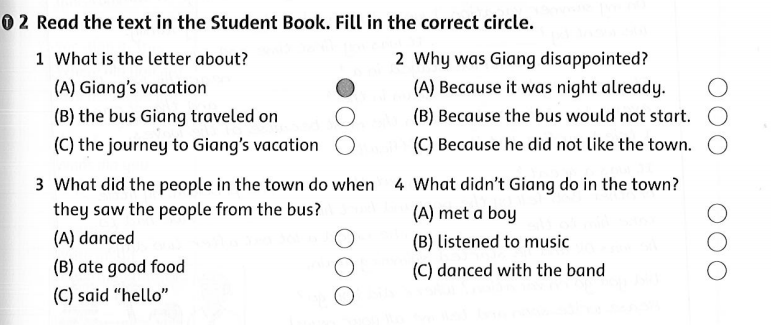 T 2 Read the text in the Student Book. Fill in the correct circle.
1 What is the letter about?
(A) Giang's vacation
(B) the bus Giang traveled on
(C) the journey to Giang's vacation
2 Why was Giang disappointed?
(A) Because it was night already.
(B) Because the bus would not start.
(C) Because he did not like the town.
3 What did the people in the town do when
they saw the people from the bus?
(A) danced
(B) ate good food
(C) said "hello"
4 What didn't Giang do in the town?
(A) met a boy
(B) listened to music
(C) danced with the band